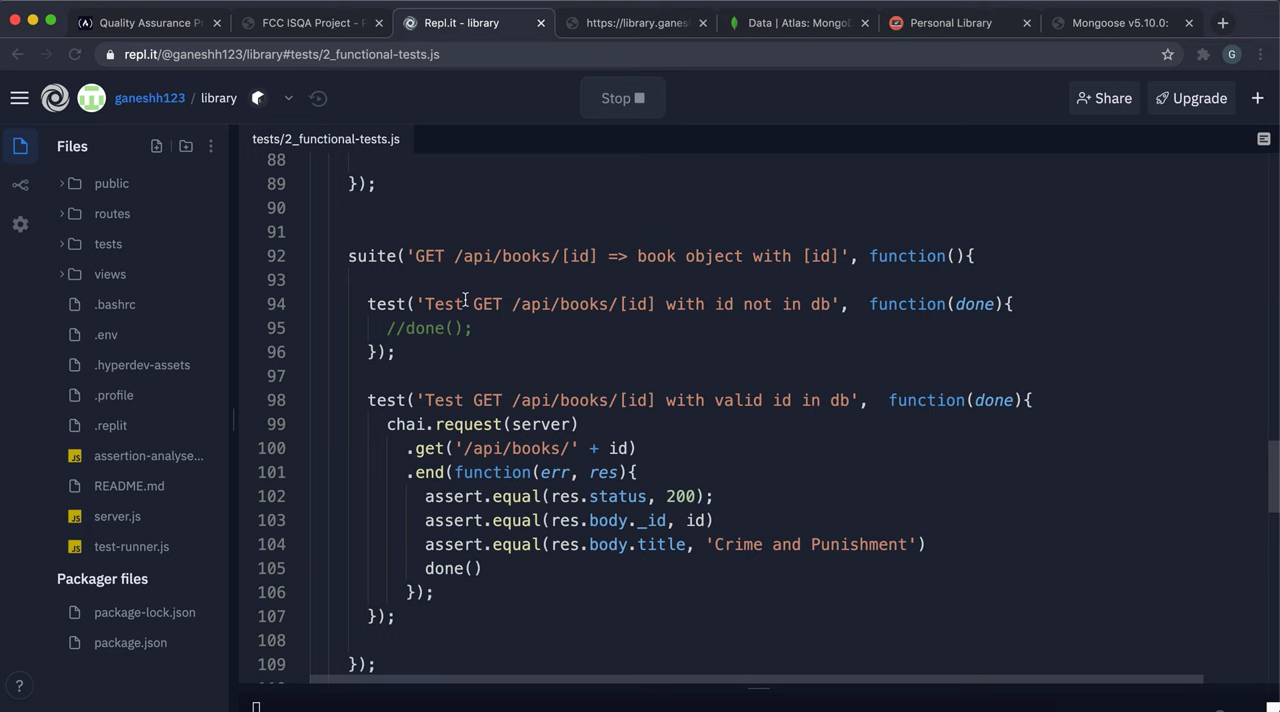 Quality Assurance Pr
FCC ISQA Project - F
Repl.it - library
https://library.ganesh
Data | Atlas: MongoD
Personal Library
Mongoose v5.10.0:
repl.it/@ganeshh123/library#tests/2_functional-tests.js
G
ganeshh123 / library
Stop
Share
Upgrade
Files
tests/2_functional-tests.js
public
routes
tests
views
.bashrc
.env
.hyperdev-assets
.profile
.replit
JS assertion-analyse...
README.md
JS server.js
JS test-runner.js
Packager files
package-lock.json
package.json
?
88
89 });
90
91
92 suite('GET /api/books/[id] => book object with [id]', function(){
93
94 test('Test GET /api/books/[id] with id not in db',  function(done){
95 //done();
96 });
97
98 test('Test GET /api/books/[id] with valid id in db',  function(done){
99 chai.request(server)
100 .get('/api/books/' + id)
101 .end(function(err, res){
102 assert.equal(res.status, 200);
103 assert.equal(res.body._id, id)
104 assert.equal(res.body.title, 'Crime and Punishment')
105 done()
106 });
107 });
108
109 });